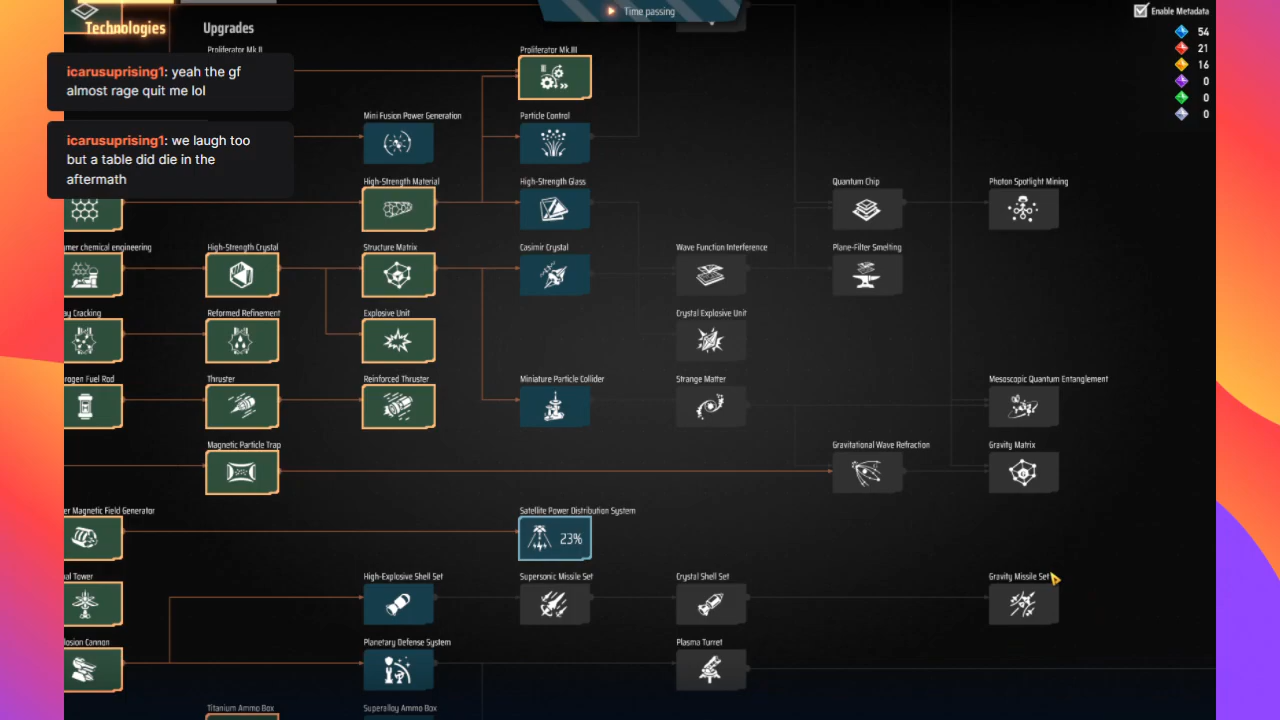 Time passing
Enable Metadata
Technologies
Upgrades
54
21
16
0
0
0
Proliferator Mk.II
Proliferator Mk.III
icarusuprising1: yeah the gf
almost rage quit me lol
Mini Fusion Power Generation
Particle Control
icarusuprising1: we laugh too
but a table did die in the
aftermath
High-Strength Material
High-Strength Glass
Quantum Chip
Photon Spotlight Mining
mer chemical engineering
High-Strength Crystal
Structure Matrix
Casimir Crystal
Wave Function Interference
Plane-Filter Smelting
ay Cracking
Reformed Refinement
Explosive Unit
Crystal Explosive Unit
rogen Fuel Rod
Thruster
Reinforced Thruster
Miniature Particle Collider
Strange Matter
Mesoscopic Quantum Entanglement
Magnetic Particle Trap
Gravitational Wave Refraction
Gravity Matrix
er Magnetic Field Generator
Satellite Power Distribution System
23%
nal Tower
High-Explosive Shell Set
Supersonic Missile Set
Crystal Shell Set
Gravity Missile Set
losion Cannon
Planetary Defense System
Plasma Turret
Titanium Ammo Box
Superalloy Ammo Box